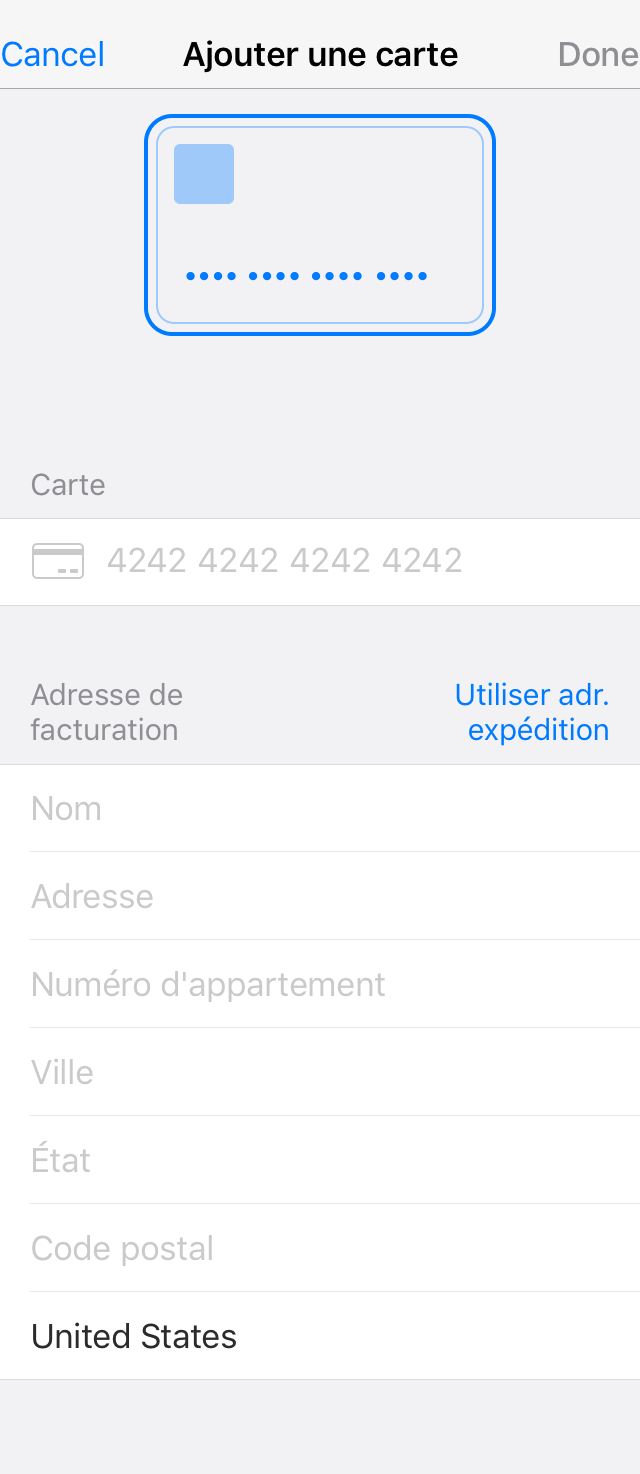 Cancel Ajouter une carte Done
•••• •••• •••• ••••
Carte
4242 4242 4242 4242
Adresse de
facturation
Utiliser adr.
expédition
Nom
Adresse
Numéro d'appartement
Ville
État
Code postal
United States